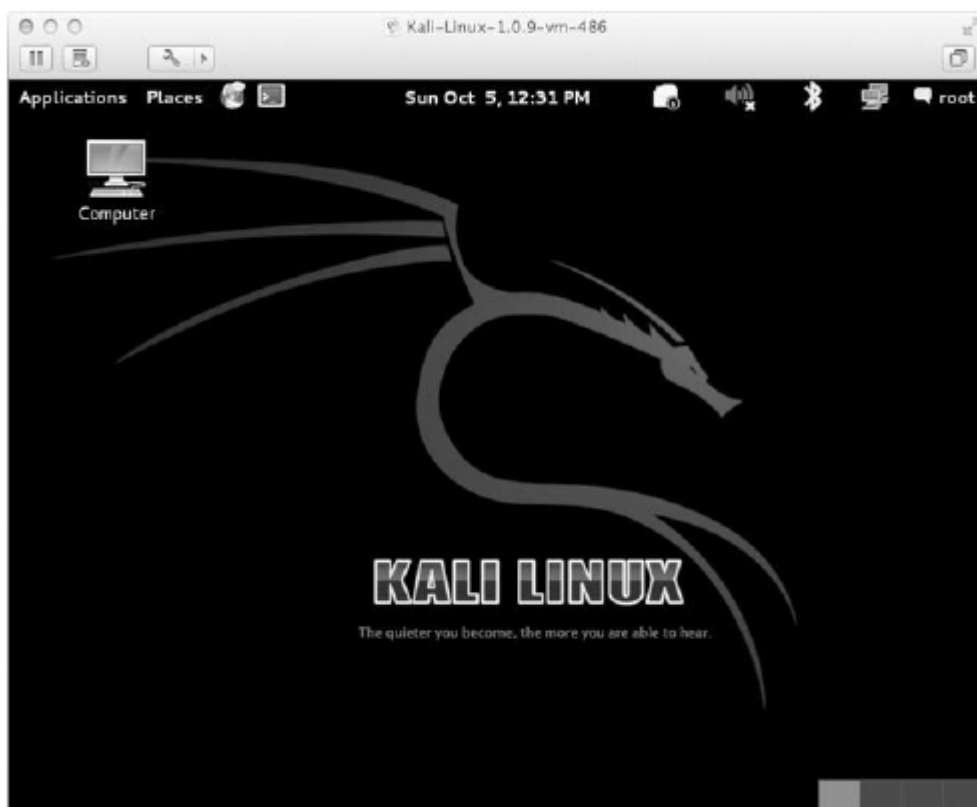 Kali-Linux-1.0.9-vm-486
Applications Places Sun Oct 5, 12:31 PM root
Computer
KALI LINUX
The quieter you become, the more you are able to hear.